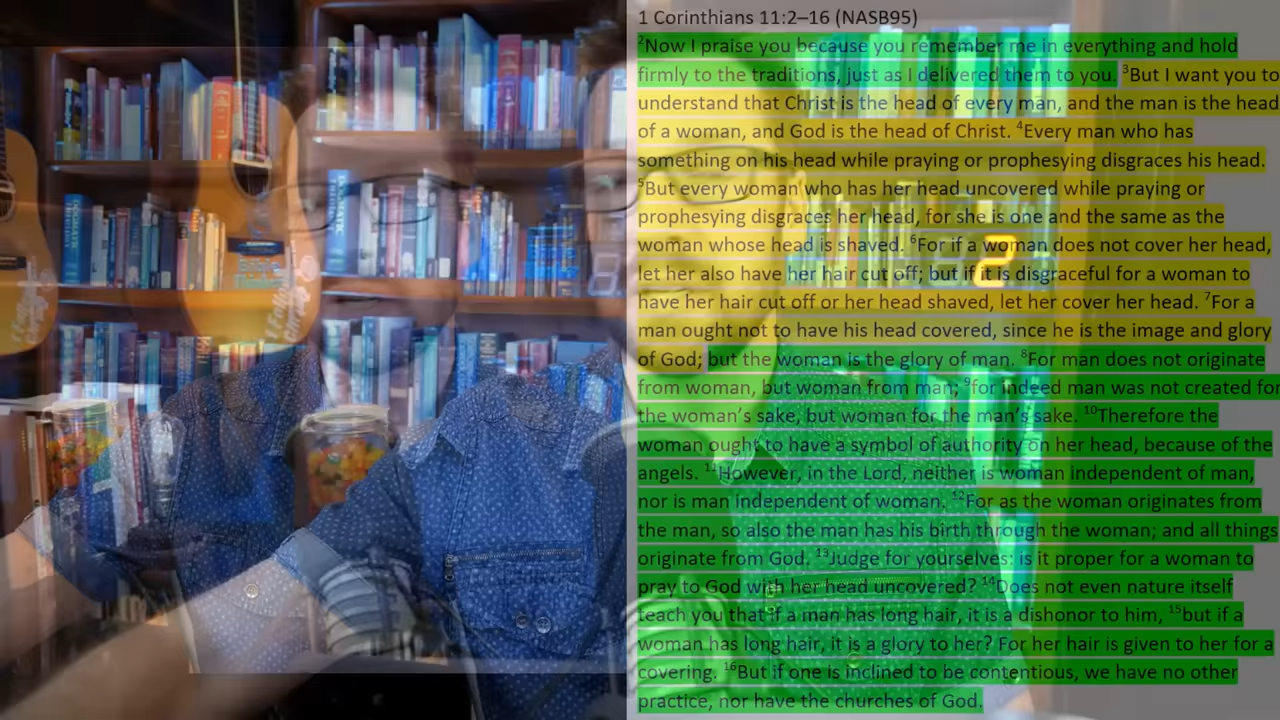 1 Corinthians 11:2–16 (NASB95)
²Now I praise you because you remember me in everything and hold
firmly to the traditions, just as I delivered them to you. ³But I want you to
understand that Christ is the head of every man, and the man is the head
of a woman, and God is the head of Christ. ⁴Every man who has
something on his head while praying or prophesying disgraces his head.
⁵But every woman who has her head uncovered while praying or
prophesying disgraces her head, for she is one and the same as the
woman whose head is shaved. ⁶For if a woman does not cover her head,
let her also have her hair cut off; but if it is disgraceful for a woman to
have her hair cut off or her head shaved, let her cover her head. ⁷For a
man ought not to have his head covered, since he is the image and glory
of God; but the woman is the glory of man. ⁸For man does not originate
from woman, but woman from man; ⁹for indeed man was not created for
the woman’s sake, but woman for the man’s sake. ¹⁰Therefore the
woman ought to have a symbol of authority on her head, because of the
angels. ¹¹However, in the Lord, neither is woman independent of man,
nor is man independent of woman. ¹²For as the woman originates from
the man, so also the man has his birth through the woman; and all things
originate from God. ¹³Judge for yourselves: is it proper for a woman to
pray to God with her head uncovered? ¹⁴Does not even nature itself
teach you that if a man has long hair, it is a dishonor to him, ¹⁵but if a
woman has long hair, it is a glory to her? For her hair is given to her for a
covering. ¹⁶But if one is inclined to be contentious, we have no other
practice, nor have the churches of God.
2